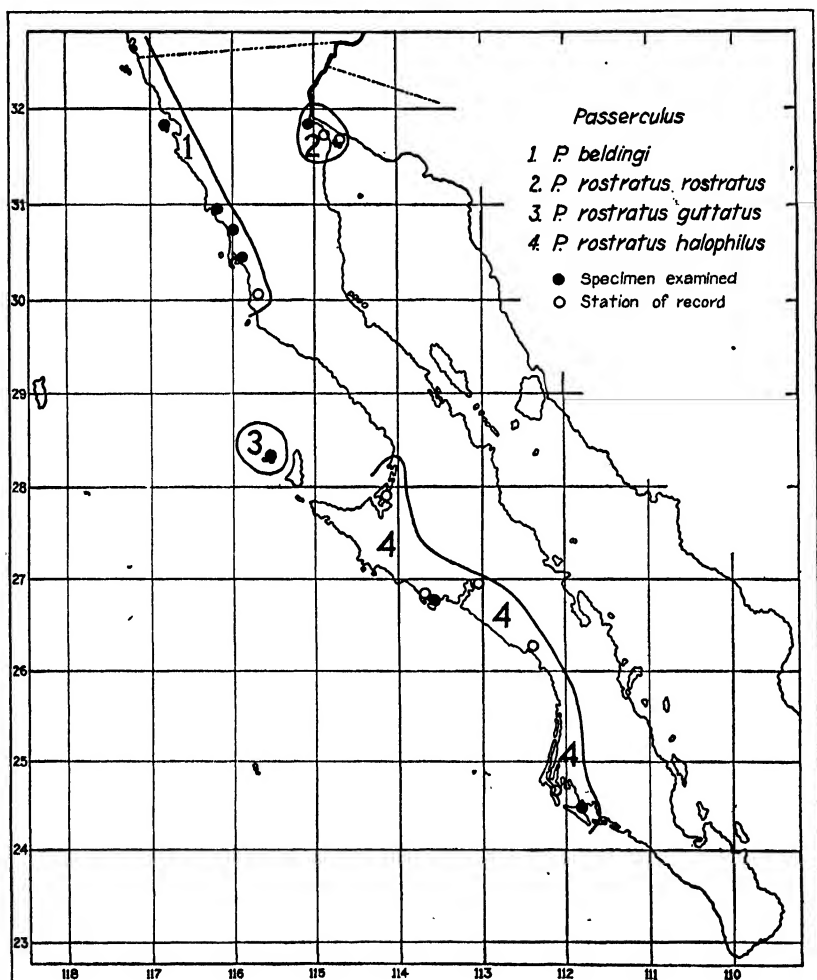 Passerculus
1. P. beldingi
2. P. rostratus rostratus
3. P. rostratus guttatus
4. P. rostratus halophilus
Specimen examined
Station of record
32
31
30
29
28
27
26
25
24
23
1
2
3
4
4
4
118 117 116 115 114 113 112 111 110